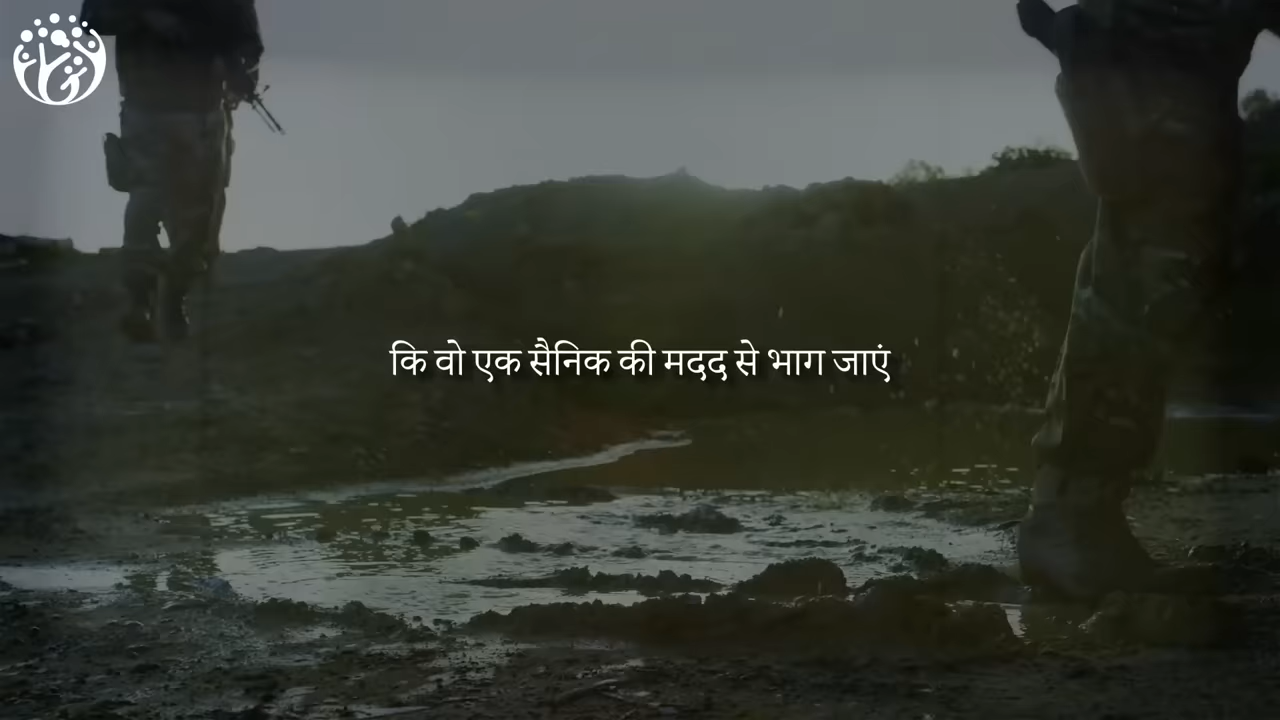 कि वो एक सैनिक की मदद से भाग जाएं